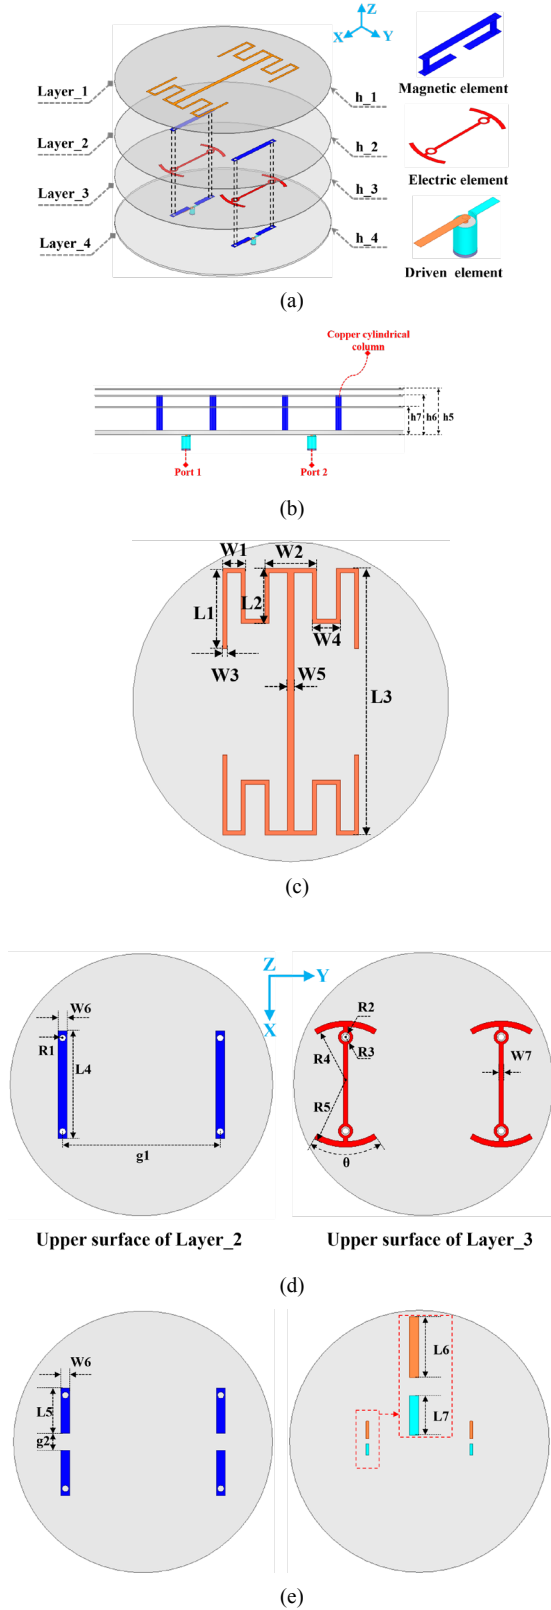 Z
X
Y
Layer_1
Layer_2
Layer_3
Layer_4
h_1
h_2
h_3
h_4
Magnetic element
Electric element
Driven element
(a)
Copper cylindrical
column
h7
h6
h5
Port 1
Port 2
(b)
W1
W2
L1
L2
W4
W3
W5
L3
(c)
Z
Y
X
W6
R1
L4
g1
R2
R3
R4
R5
W7
θ
Upper surface of Layer_2
Upper surface of Layer_3
(d)
W6
L5
g2
L6
L7
(e)